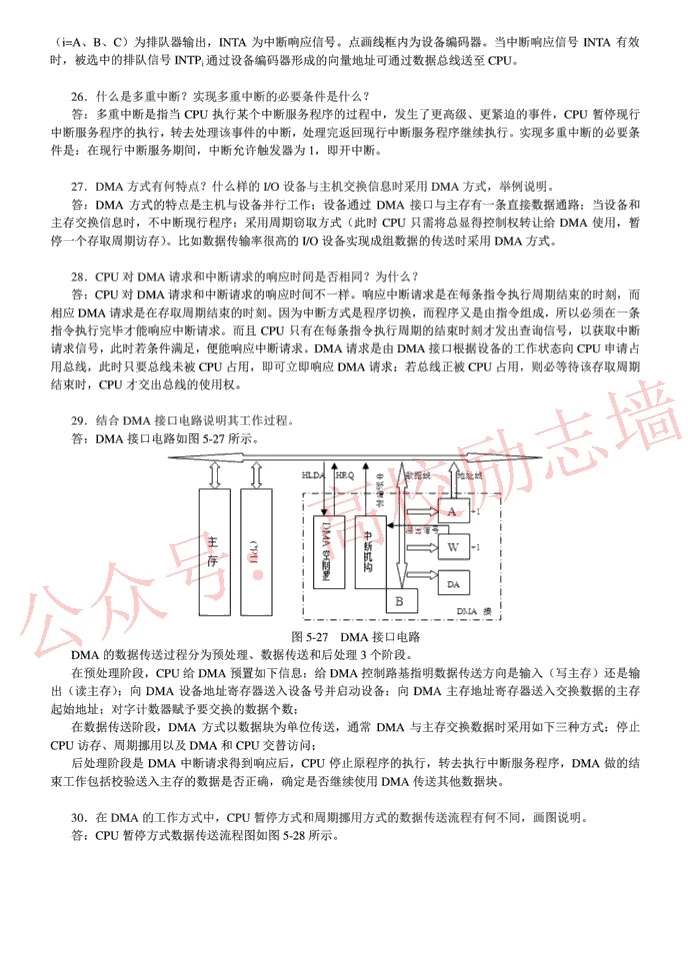 （i=A、B、C）为排队器输出，INTA 为中断响应信号。点画线框内为设备编码器。当中断响应信号 INTA 有效
时，被选中的排队信号 INTPi 通过设备编码器形成的向量地址可通过数据总线送至 CPU。
26．什么是多重中断？实现多重中断的必要条件是什么？
答：多重中断是指当 CPU 执行某个中断服务程序的过程中，发生了更高级、更紧迫的事件，CPU 暂停现行
中断服务程序的执行，转去处理该事件的中断，处理完返回现行中断服务程序继续执行。实现多重中断的必要条
件是：在现行中断服务期间，中断允许触发器为 1，即开中断。
27．DMA 方式有何特点？什么样的 I/O 设备与主机交换信息时采用 DMA 方式，举例说明。
答：DMA 方式的特点是主机与设备并行工作；设备通过 DMA 接口与主存有一条直接数据通路；当设备和
主存交换信息时，不中断现行程序；采用周期窃取方式（此时 CPU 只需将总显得控制权转让给 DMA 使用，暂
停一个存取周期访存）。比如数据传输率很高的 I/O 设备实现成组数据的传送时采用 DMA 方式。
28．CPU 对 DMA 请求和中断请求的响应时间是否相同？为什么？
答：CPU 对 DMA 请求和中断请求的响应时间不一样。响应中断请求是在每条指令执行周期结束的时刻，而
相应 DMA 请求是在存取周期结束的时刻。因为中断方式是程序切换，而程序又是由指令组成，所以必须在一条
指令执行完毕才能响应中断请求。而且 CPU 只有在每条指令执行周期的结束时刻才发出查询信号，以获取中断
请求信号，此时若条件满足，便能响应中断请求。DMA 请求是由 DMA 接口根据设备的工作状态向 CPU 申请占
用总线，此时只要总线未被 CPU 占用，即可立即响应 DMA 请求；若总线正被 CPU 占用，则必等待该存取周期
结束时，CPU 才交出总线的使用权。
29．结合 DMA 接口电路说明其工作过程。
答：DMA 接口电路如图 5-27 所示。
HLDA
HRQ
数据线
地址线
主存
CPU
DMA 控制逻辑
中断机构
A
+1
W
+1
DA
B
DMA 接
图 5-27 DMA 接口电路
DMA 的数据传送过程分为预处理、数据传送和后处理 3 个阶段。
在预处理阶段，CPU 给 DMA 预置如下信息：给 DMA 控制路基指明数据传送方向是输入（写主存）还是输
出（读主存）；向 DMA 设备地址寄存器送入设备号并启动设备；向 DMA 主存地址寄存器送入交换数据的主存
起始地址；对字计数器赋予要交换的数据个数；
在数据传送阶段，DMA 方式以数据块为单位传送，通常 DMA 与主存交换数据时采用如下三种方式：停止
CPU 访存、周期挪用以及 DMA 和 CPU 交替访问；
后处理阶段是 DMA 中断请求得到响应后，CPU 停止原程序的执行，转去执行中断服务程序，DMA 做的结
束工作包括校验送入主存的数据是否正确，确定是否继续使用 DMA 传送其他数据块。
30．在 DMA 的工作方式中，CPU 暂停方式和周期挪用方式的数据传送流程有何不同，画图说明。
答：CPU 暂停方式数据传送流程图如图 5-28 所示。
公众号：高校励志墙